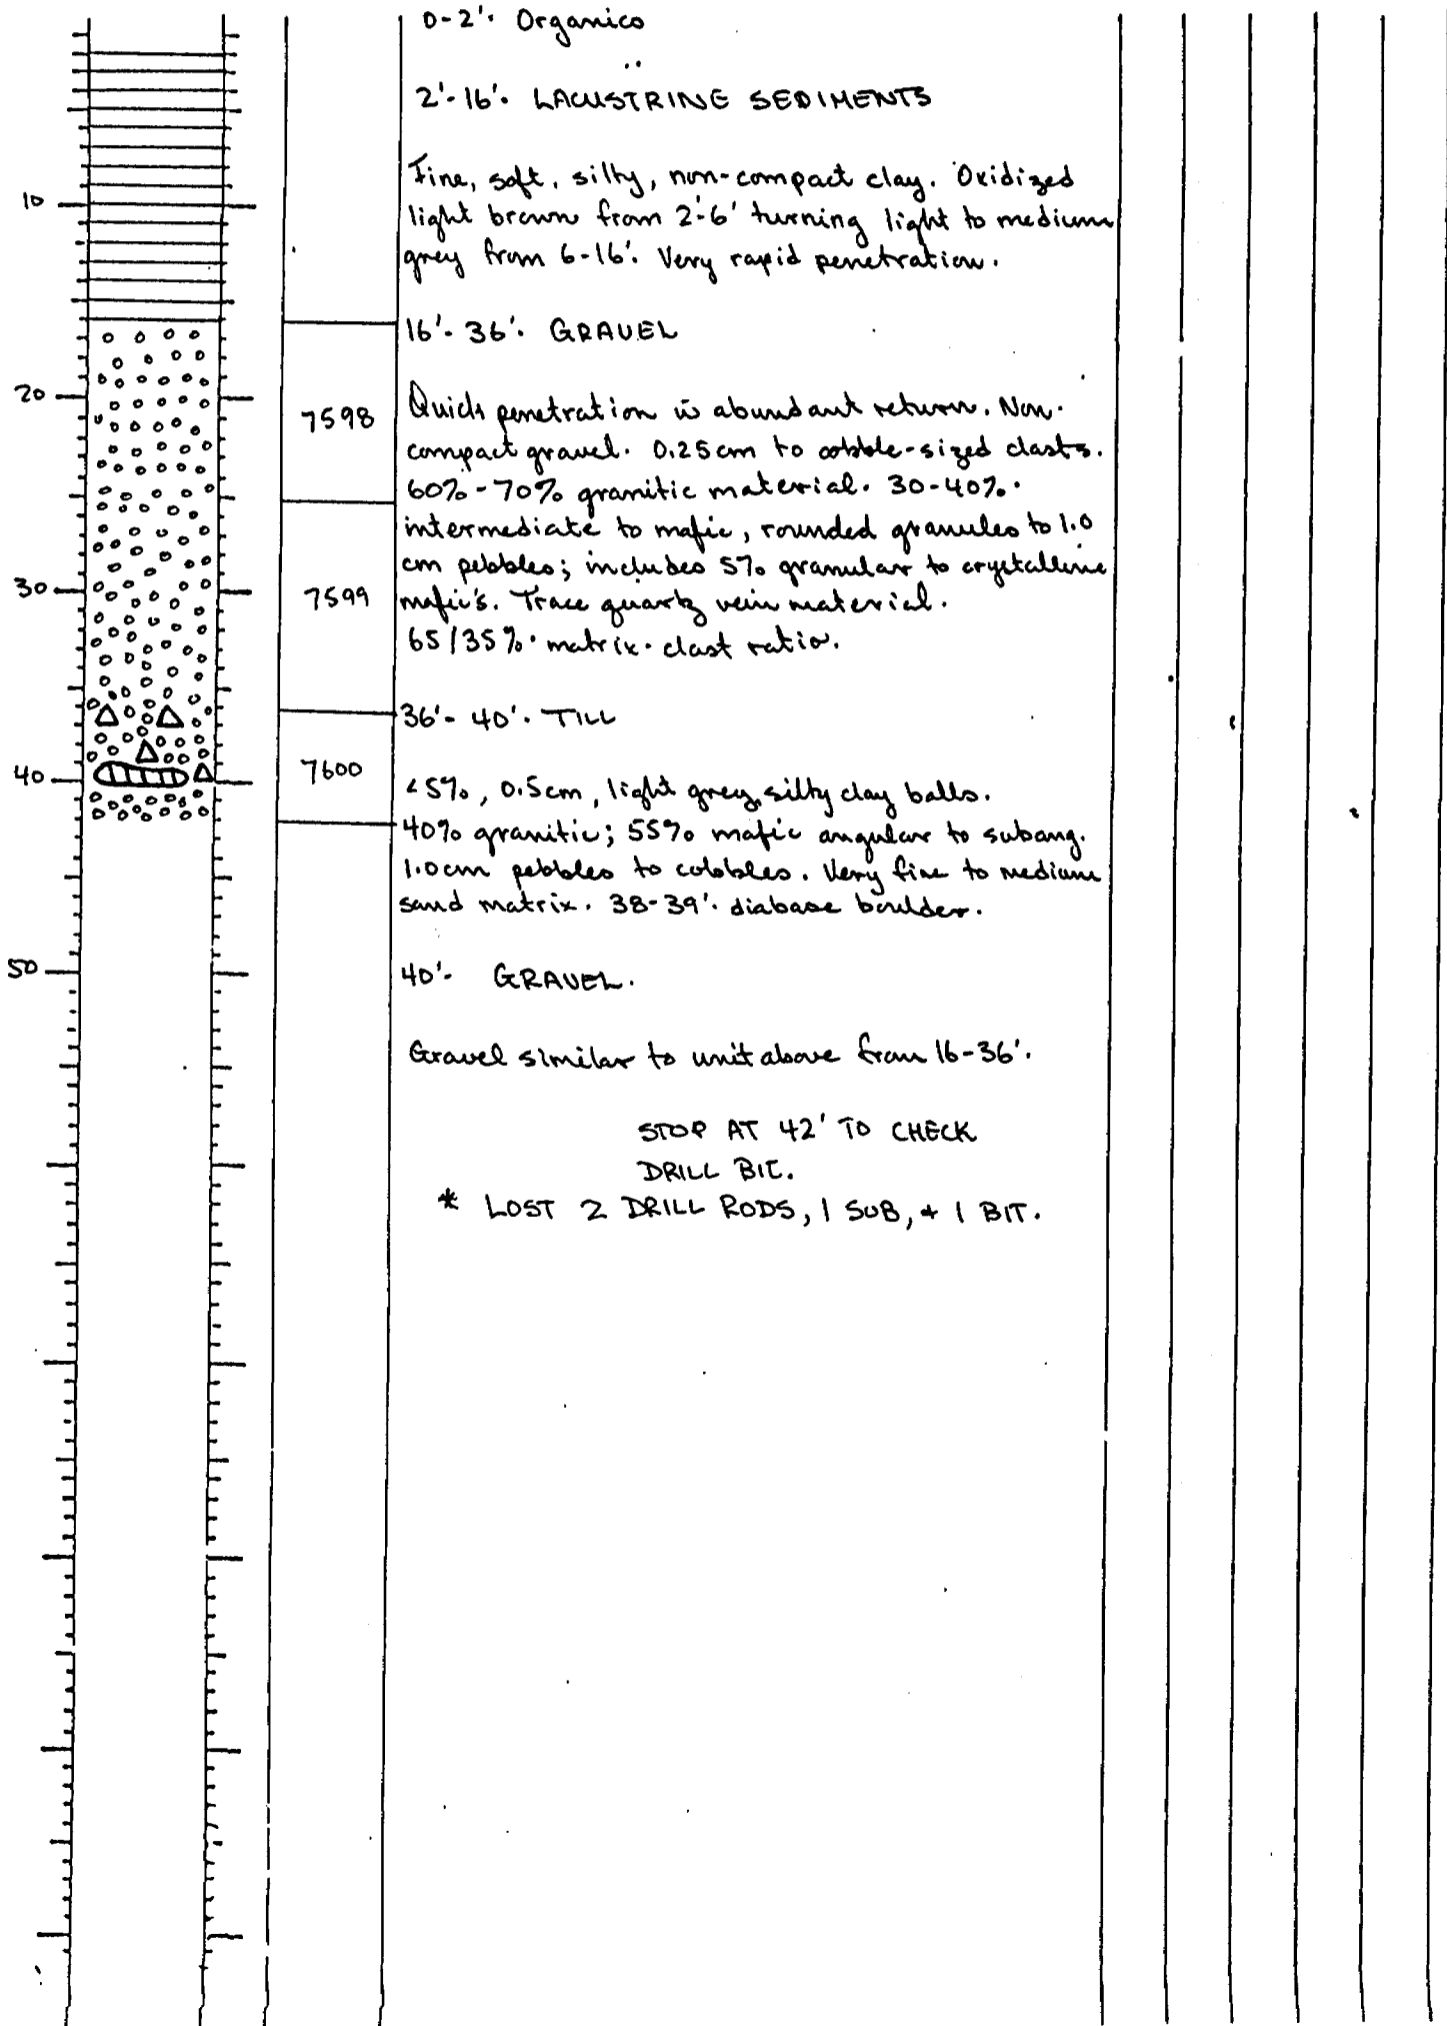 0-2'. Organics
2'-16'. LACUSTRINE SEDIMENTS
Fine, soft, silty, non-compact clay. Oxidized
10
light brown from 2'-6' turning light to medium
grey from 6-16'. Very rapid penetration.
16'-36'. GRAVEL
20
7598
Quick penetration w abundant return. Non-
compact gravel. 0.25cm to cobble-sized clasts.
60%-70% granitic material. 30-40%.
intermediate to mafic, rounded granules to 1.0
cm pebbles; includes 5% granular to crystalline
30
7599
mafic's. Trace quartz vein material.
65/35% matrix-clast ratio.
36'-40'. TILL
40
7600
<5%, 0.5cm, light grey, silty clay balls.
40% granitic; 55% mafic angular to subang.
1.0cm pebbles to cobbles. Very fine to medium
sand matrix. 38-39'. diabase boulder.
50
40'- GRAVEL.
Gravel similar to unit above from 16-36'.
STOP AT 42' TO CHECK
DRILL BIT.
* LOST 2 DRILL RODS, 1 SUB, + 1 BIT.